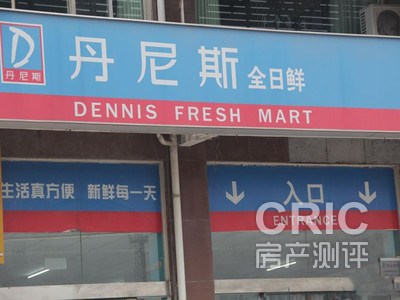 丹尼斯
丹尼斯 全日鲜
DENNIS FRESH MART
生活真方便 新鲜每一天
↓ 入口 ↓
ENTRANCE
CRIC
房产测评